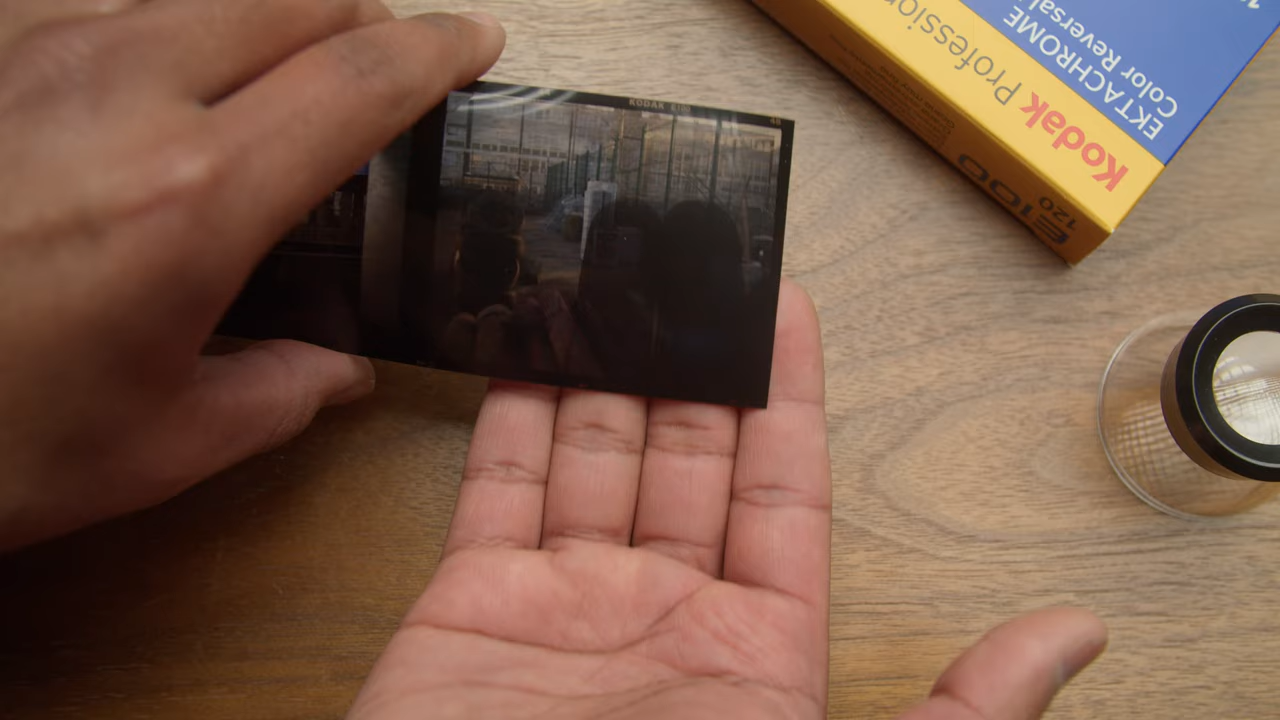 KODAK E100
Kodak Professional
EKTACHROME
Color Reversal
E100
120